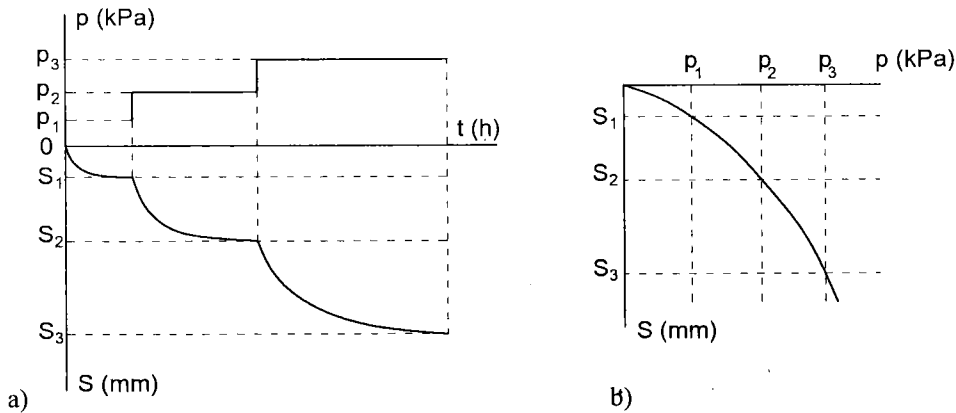 p (kPa)
p₃
p₂
p₁
0
t (h)
S₁
S₂
S₃
S (mm)
a)
p₁ p₂ p₃ p (kPa)
S₁
S₂
S₃
S (mm)
b)